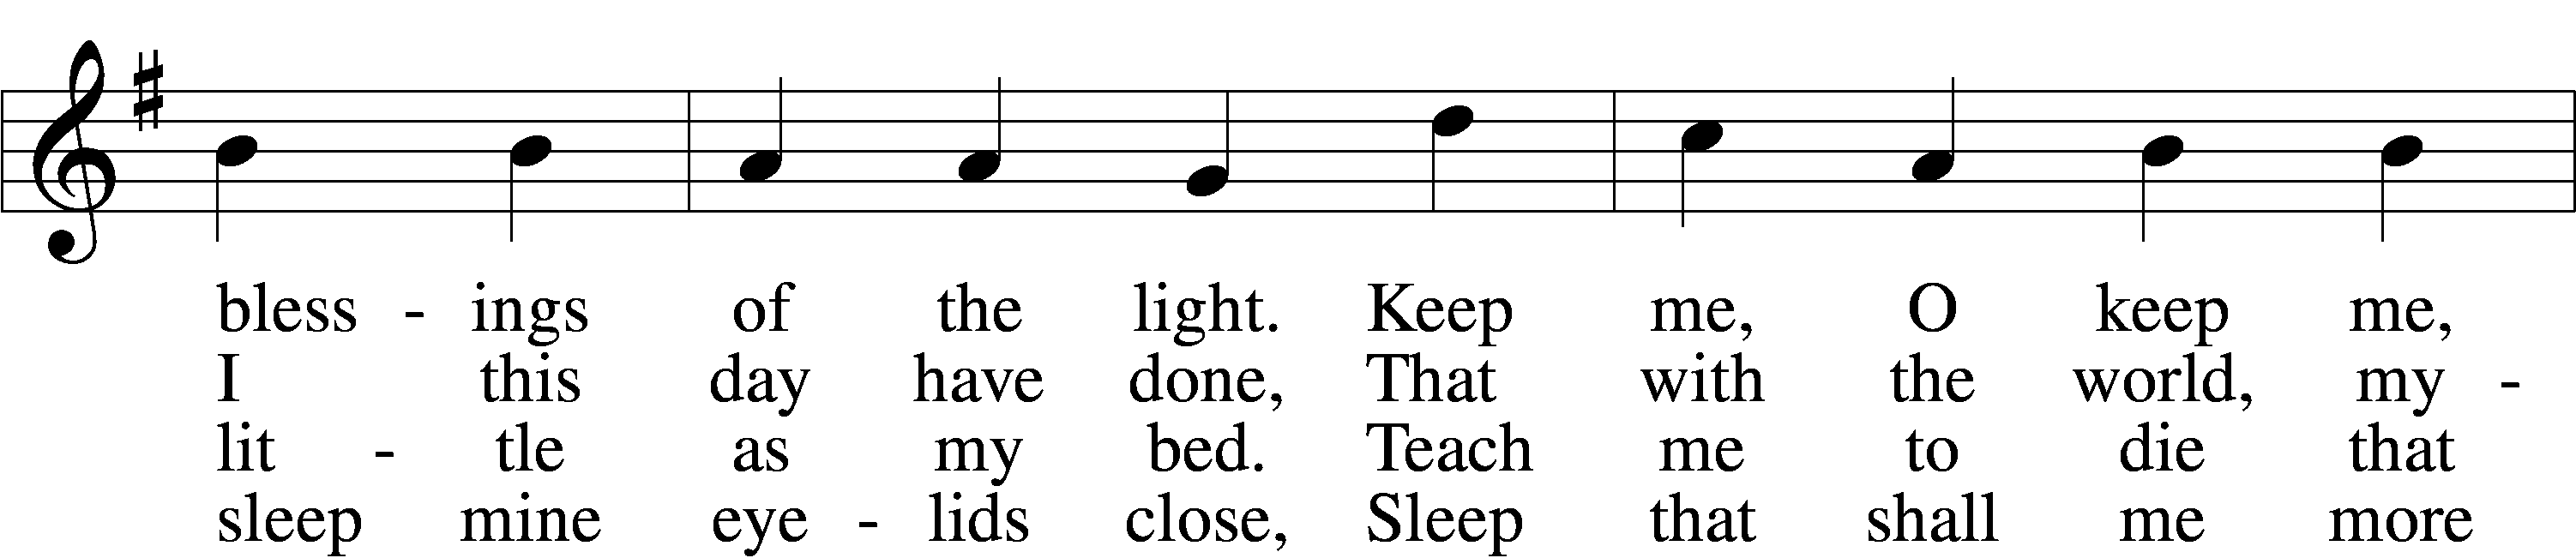 bless - ings of the light. Keep me, O keep me,
I this day have done, That with the world, my -
lit - tle as my bed. Teach me to die that
sleep mine eye - lids close, Sleep that shall me more